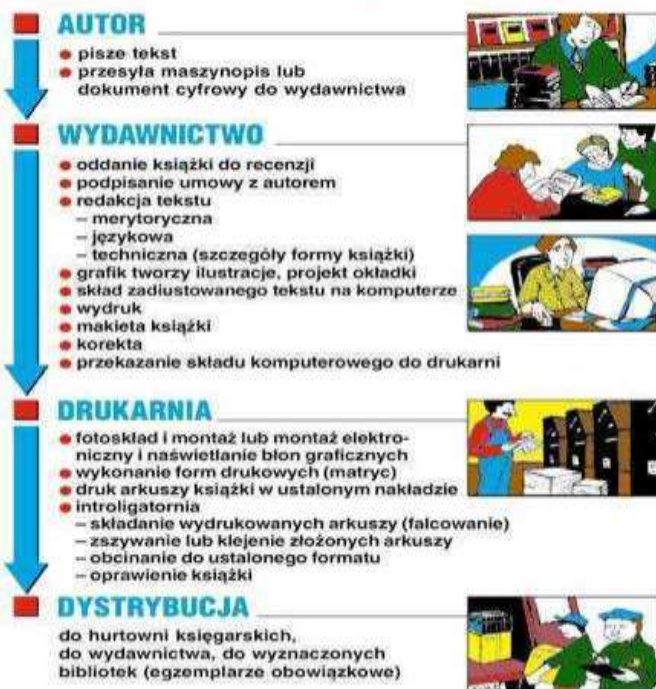 AUTOR
• pisze tekst
• przesyła maszynopis lub
dokument cyfrowy do wydawnictwa
WYDAWNICTWO
• oddanie książki do recenzji
• podpisanie umowy z autorem
• redakcja tekstu
– merytoryczna
– językowa
– techniczna (szczegóły formy książki)
• grafik tworzy ilustracje, projekt okładki
• skład zadiustowanego tekstu na komputerze
• wydruk
• makieta książki
• korekta
• przekazanie składu komputerowego do drukarni
DRUKARNIA
• fotoskład i montaż lub montaż elektro-
niczny i naświetlanie błon graficznych
• wykonanie form drukowych (matryc)
• druk arkuszy książki w ustalonym nakładzie
• introligatornia
– składanie wydrukowanych arkuszy (falcowanie)
– zszywanie lub klejenie złożonych arkuszy
– obcinanie do ustalonego formatu
– oprawienie książki
DYSTRYBUCJA
do hurtowni księgarskich,
do wydawnictwa, do wyznaczonych
bibliotek (egzemplarze obowiązkowe)